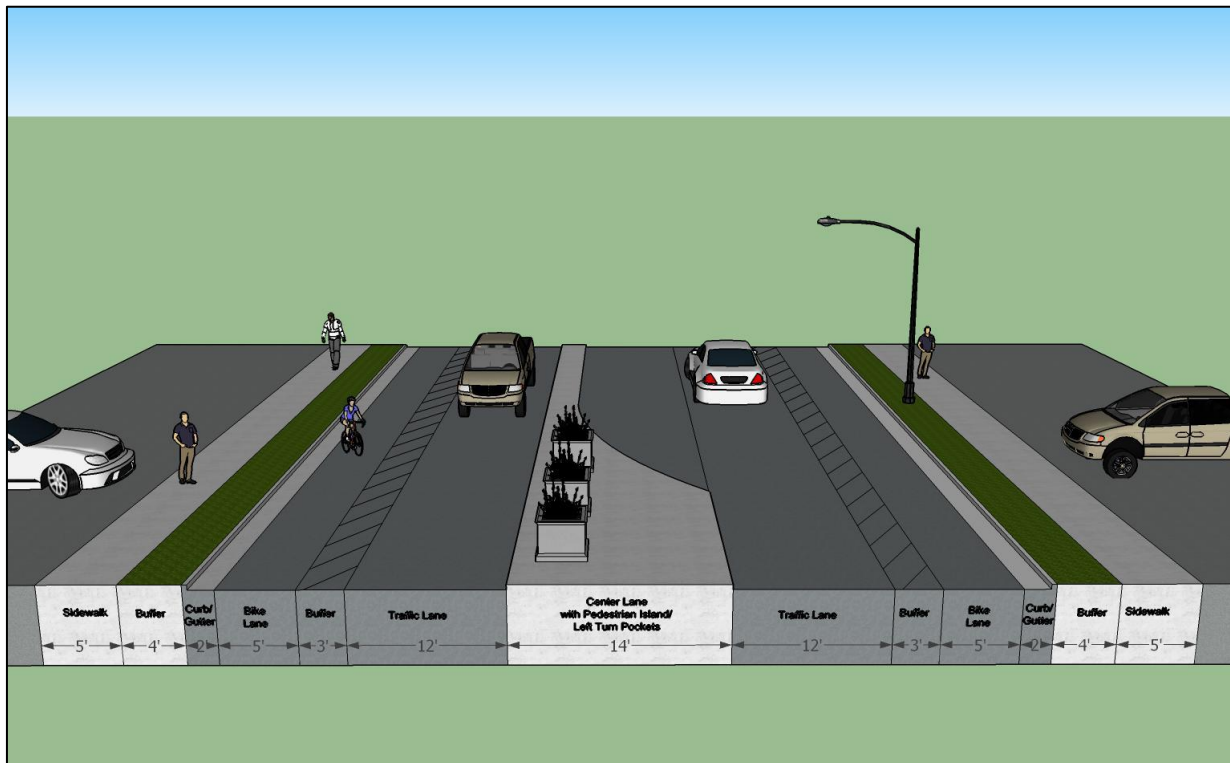 Sidewalk
Buffer
Curb/
Gutter
Bike
Lane
Buffer
Traffic Lane
Center Lane
with Pedestrian Island/
Left Turn Pockets
Traffic Lane
Buffer
Bike
Lane
Curb/
Gutter
Buffer
Sidewalk
5'
4'
2'
5'
3'
12'
14'
12'
3'
5'
2'
4'
5'